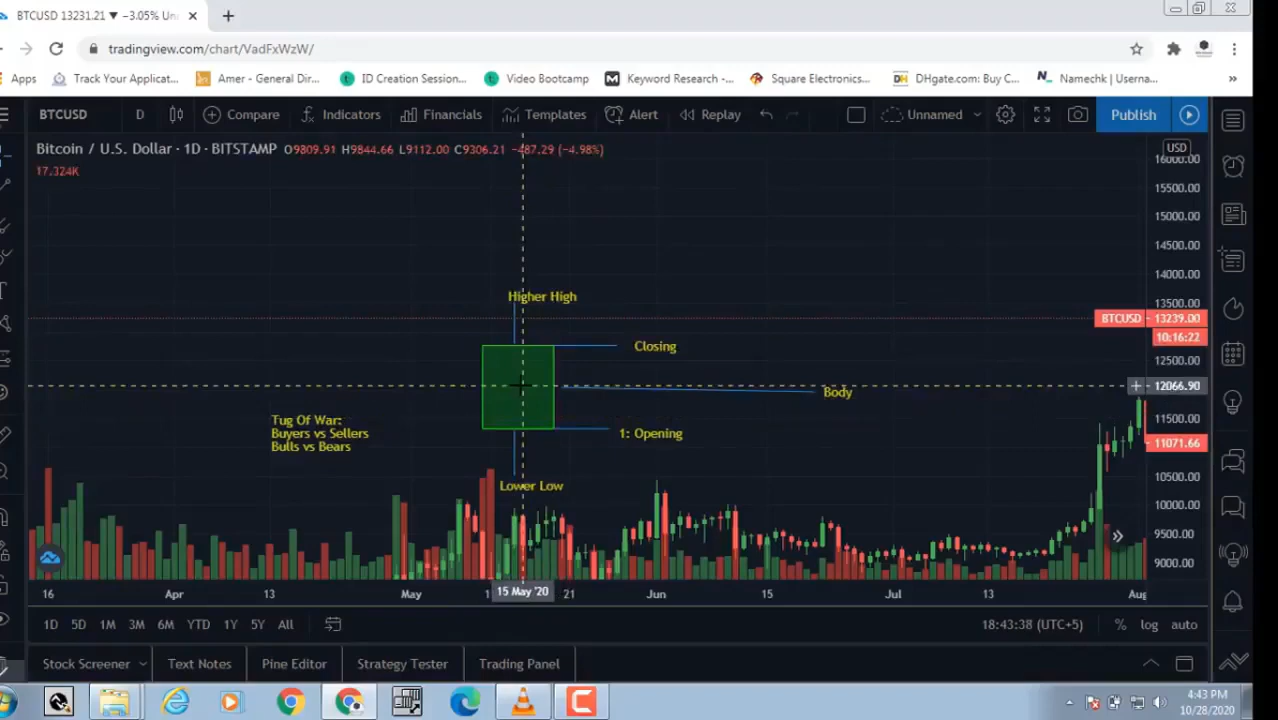 BTCUSD 13231.21 ▼ −3.05% Un
tradingview.com/chart/VadFxWzW/
Apps Track Your Applicat... Amer - General Dir... ID Creation Session... Video Bootcamp Keyword Research -... Square Electronics... DHgate.com: Buy C... Namechk | Userna... »
BTCUSD D Compare Indicators Financials Templates Alert Replay Unnamed Publish
Bitcoin / U.S. Dollar · 1D · BITSTAMP O9809.91 H9844.66 L9112.00 C9306.21 −487.29 (−4.98%)
USD
17.324K
16000.00
15500.00
15000.00
14500.00
14000.00
Higher High
13500.00
BTCUSD 13239.00
10:16:22
Closing
12500.00
12066.90
Body
Tug Of War:
Buyers vs Sellers
Bulls vs Bears
11500.00
1: Opening
11071.66
10500.00
Lower Low
10000.00
9500.00
9000.00
16 Apr 13 May 15 May '20 21 Jun 15 Jul 13 Aug
1D 5D 1M 3M 6M YTD 1Y 5Y All 18:43:38 (UTC+5) % log auto
Stock Screener Text Notes Pine Editor Strategy Tester Trading Panel
4:43 PM
10/28/2020